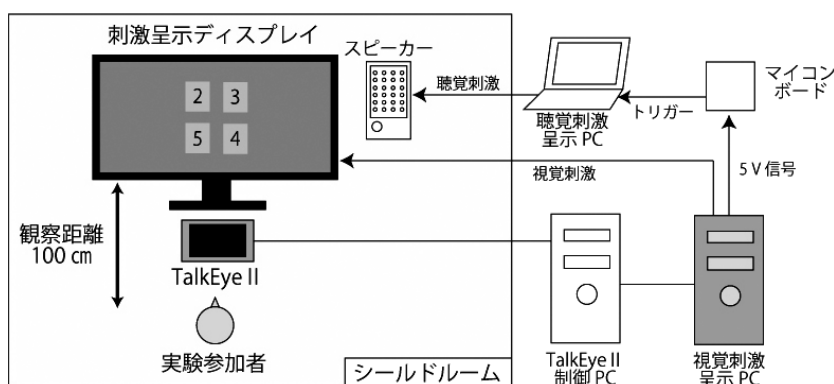 刺激呈示ディスプレイ
スピーカー
2 3
5 4
聴覚刺激
聴覚刺激
呈示 PC
トリガー
マイコン
ボード
視覚刺激
5 V 信号
観察距離
100 cm
TalkEye II
実験参加者
シールドルーム
TalkEye II
制御 PC
視覚刺激
呈示 PC